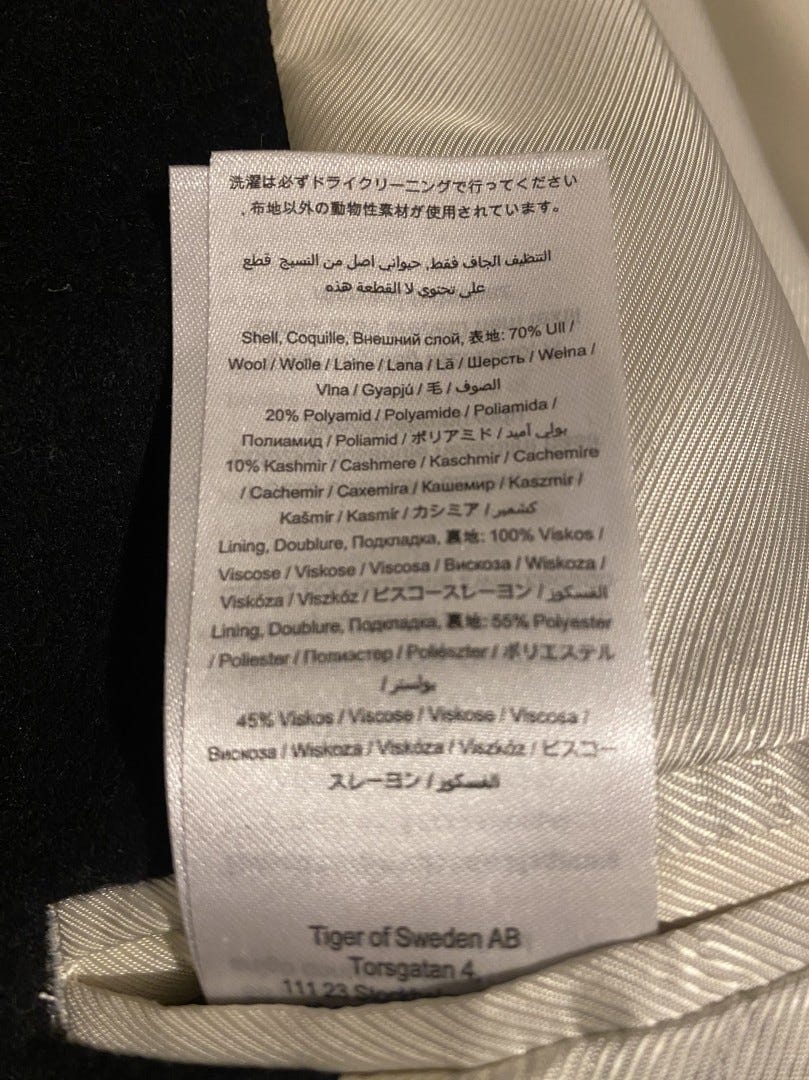 洗濯は必ずドライクリーニングで行ってください
,布地以外の動物性素材が使用されています。
التنظيف الجاف فقط, حيواني اصل من النسيج قطع
على تحتوي لا القطعة هذه
Shell, Coquille, Внешний слой, 表地: 70% Ull /
Wool / Wolle / Laine / Lana / Lã / Шерсть / Wełna /
Vlna / Gyapjú / 毛 / الصوف
20% Polyamid / Polyamide / Poliamida /
Полиамид / Poliamid / ポリアミド / بولي أميد
10% Kashmir / Cashmere / Kaschmir / Cachemire
/ Cachemir / Caxemira / Кашемир / Kaszmir /
Kašmír / Kasmír / カシミア / كشمير
Lining, Doublure, Подкладка, 裏地: 100% Viskos /
Viscose / Viskose / Viscosa / Вискоза / Wiskoza /
Viskóza / Viszkóz / ビスコースレーヨン / الفسكوز
Lining, Doublure, Подкладка, 裏地: 55% Polyester
/ Poliester / Полиэстер / Poliészter / ポリエステル
/ بوليستر
45% Viskos / Viscose / Viskose / Viscosa /
Вискоза / Wiskoza / Viskóza / Viszkóz / ビスコー
スレーヨン / الفسكوز
Tiger of Sweden AB
Torsgatan 4,
111 23